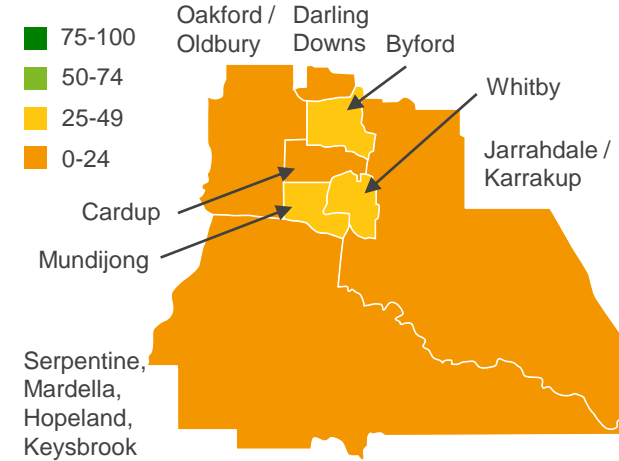 75-100
50-74
25-49
0-24
Oakford /
Oldbury
Darling
Downs
Byford
Whitby
Jarrahdale /
Karrakup
Cardup
Mundijong
Serpentine,
Mardella,
Hopeland,
Keysbrook